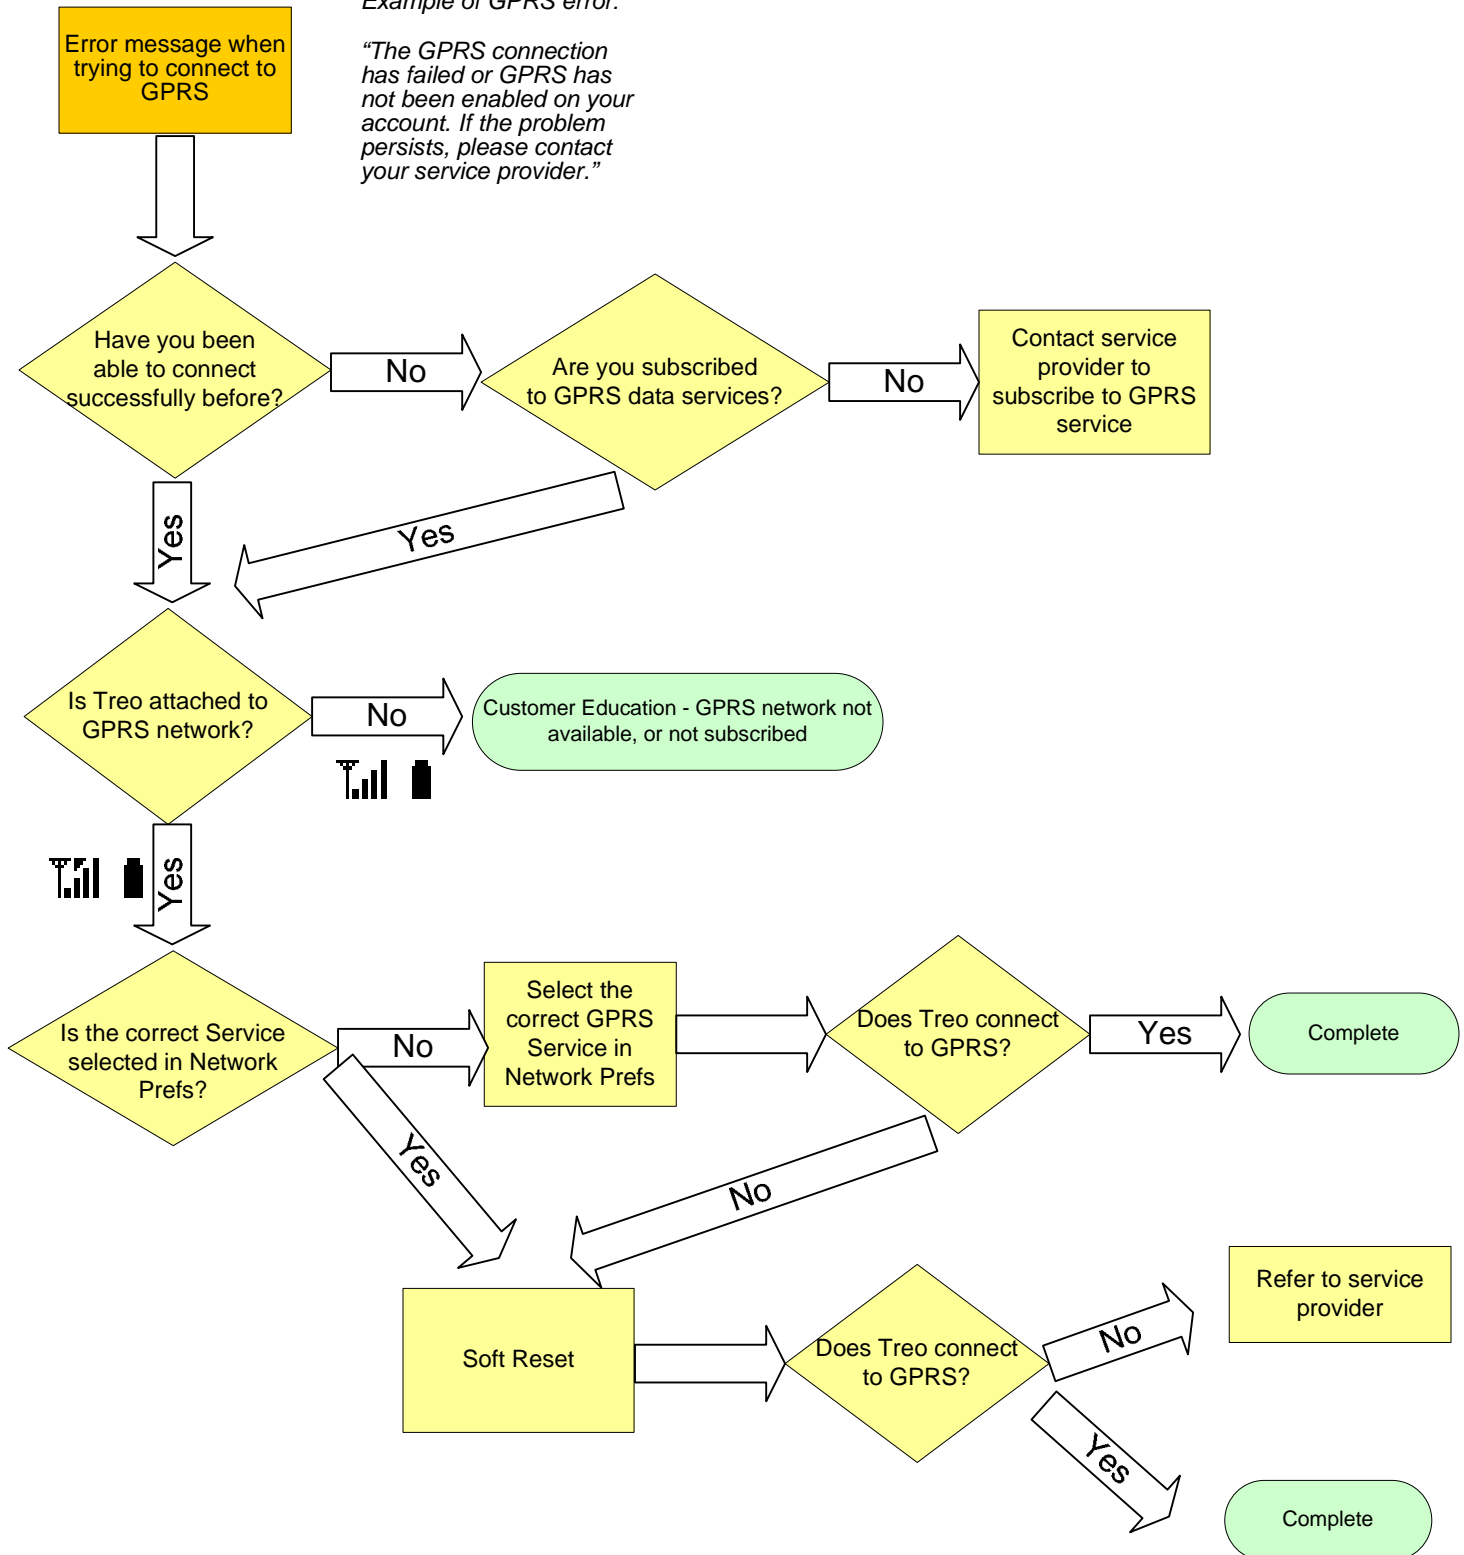 Example of GPRS error:
Error message when
trying to connect to
GPRS
“The GPRS connection
has failed or GPRS has
not been enabled on your
account. If the problem
persists, please contact
your service provider.”
Have you been
able to connect
successfully before?
No
Are you subscribed
to GPRS data services?
No
Contact service
provider to
subscribe to GPRS
service
Yes
Yes
Is Treo attached to
GPRS network?
No
Customer Education - GPRS network not
available, or not subscribed
Yes
Is the correct Service
selected in Network
Prefs?
No
Select the
correct GPRS
Service in
Network Prefs
Does Treo connect
to GPRS?
Yes
Complete
Yes
No
Soft Reset
Does Treo connect
to GPRS?
No
Refer to service
provider
Yes
Complete